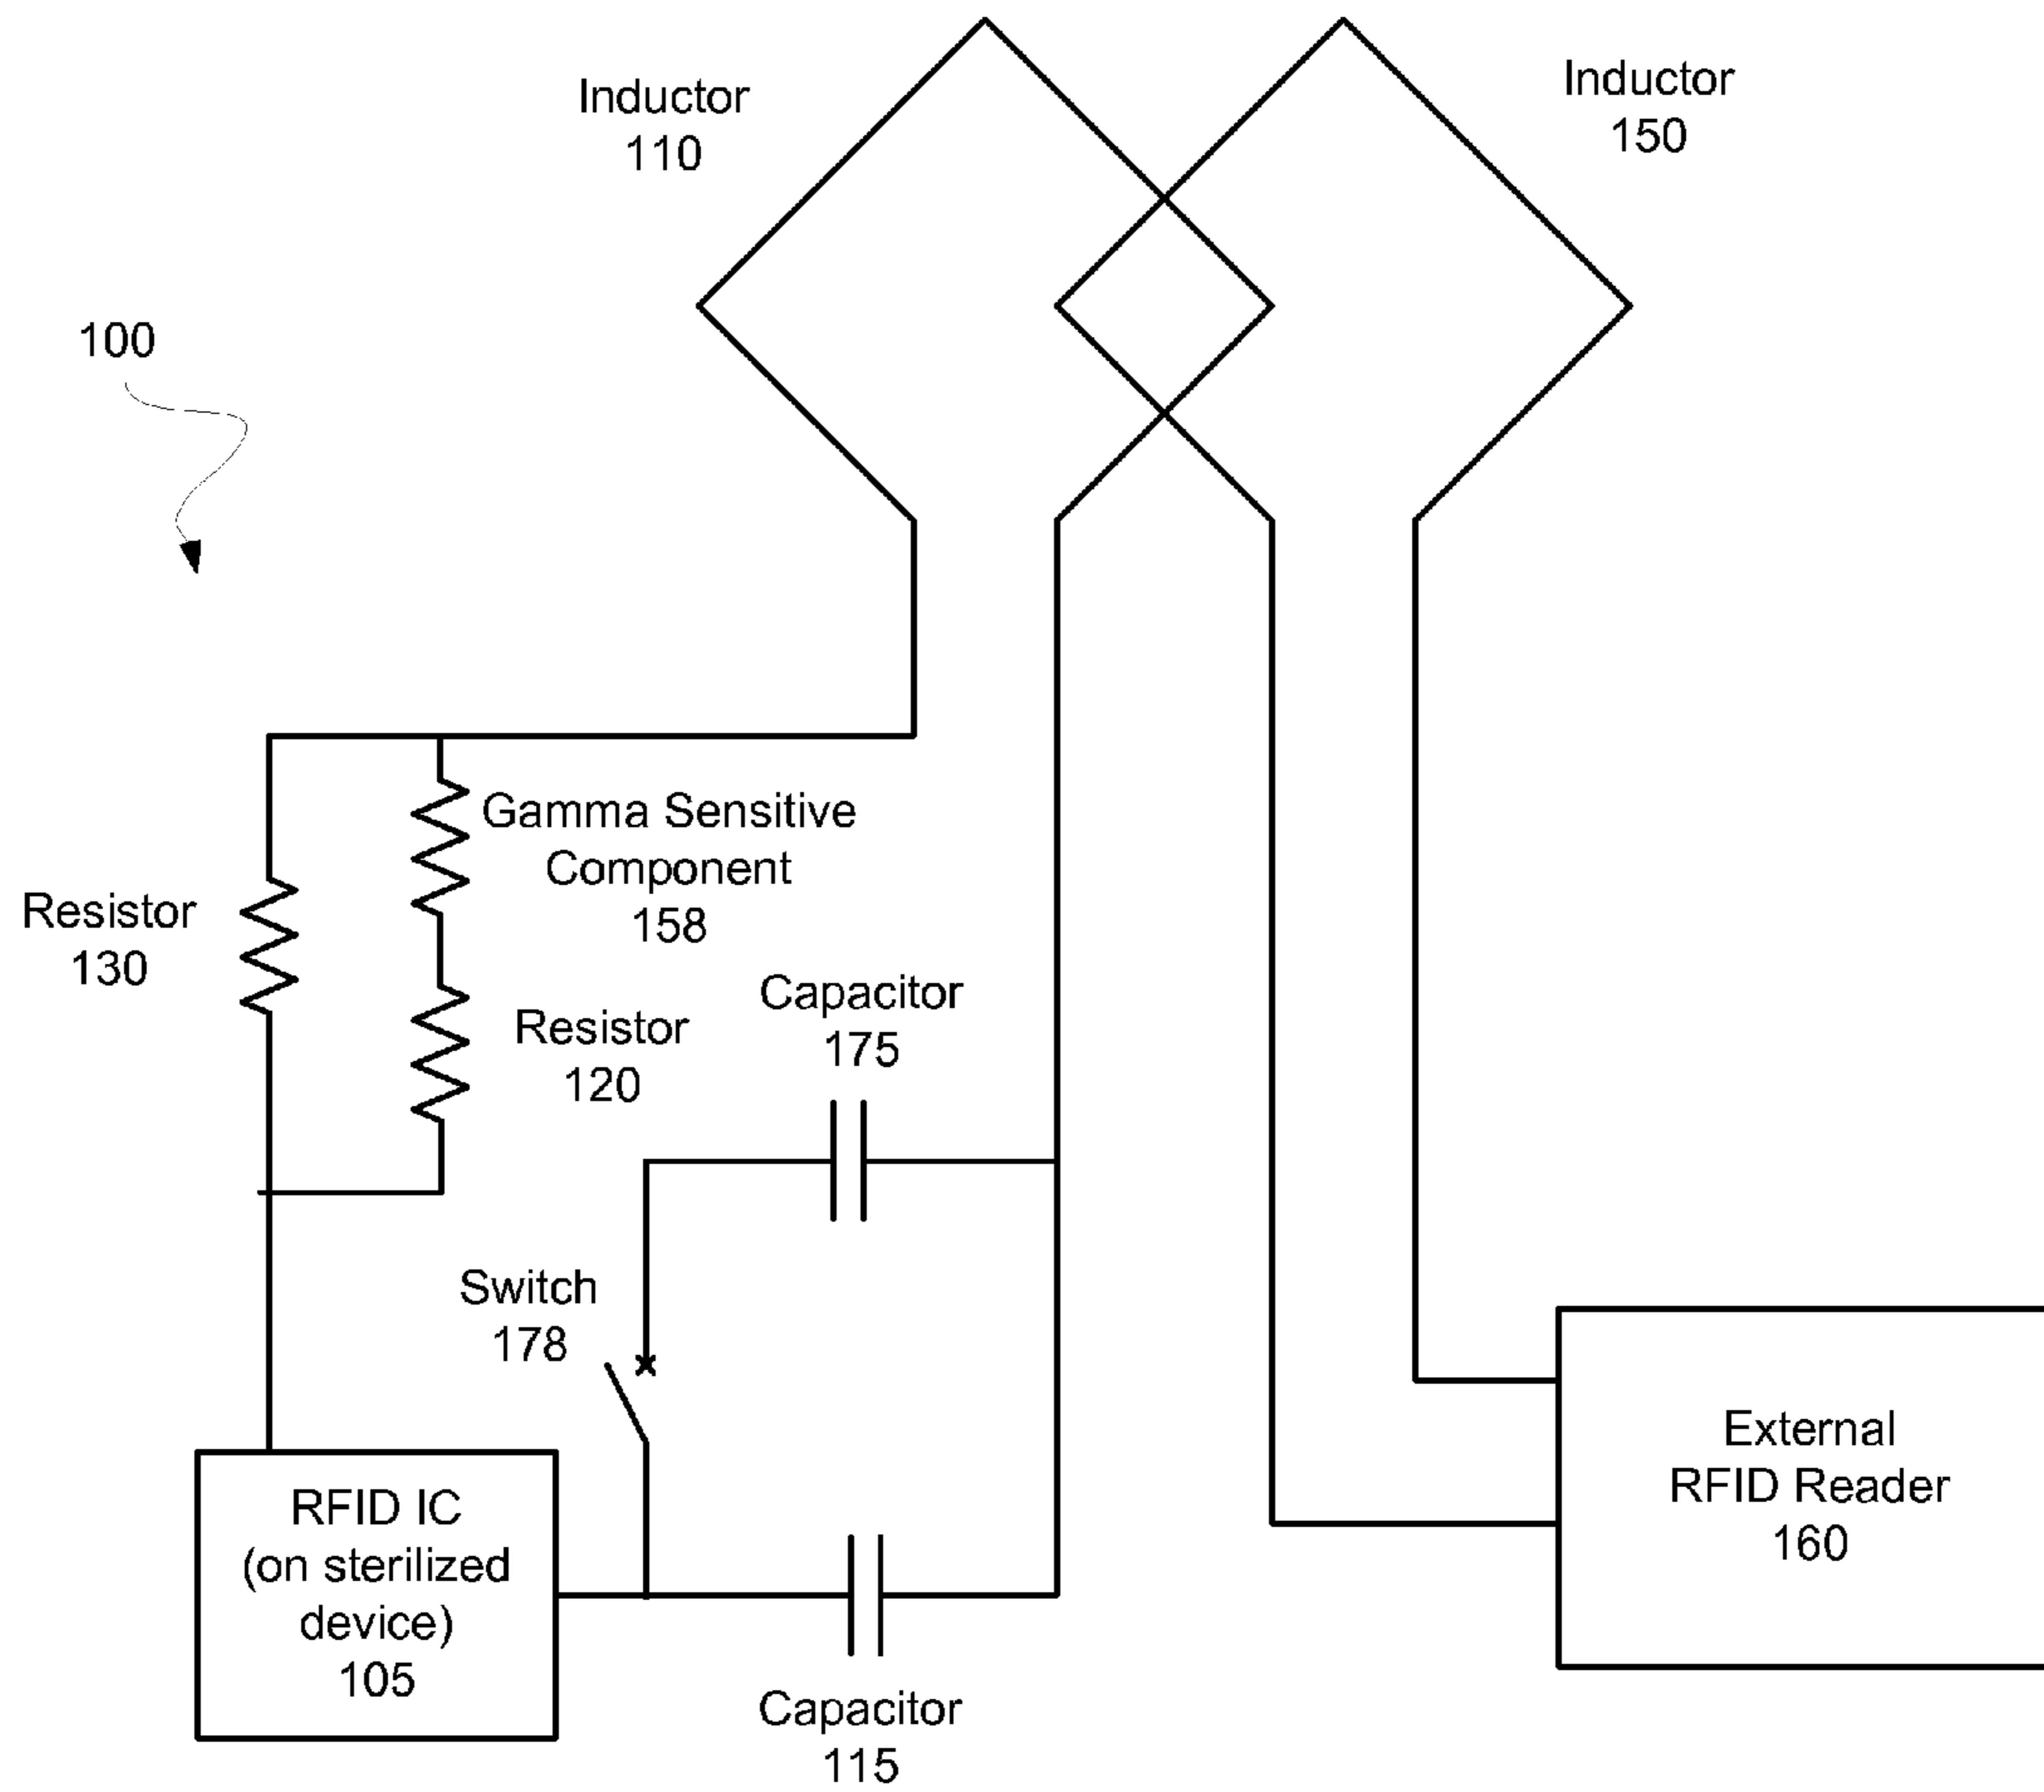 Inductor
110
Inductor
150
100
Gamma Sensitive
Component
158
Resistor
130
Resistor
120
Capacitor
175
Switch
178
External
RFID Reader
160
RFID IC
(on sterilized
device)
105
Capacitor
115